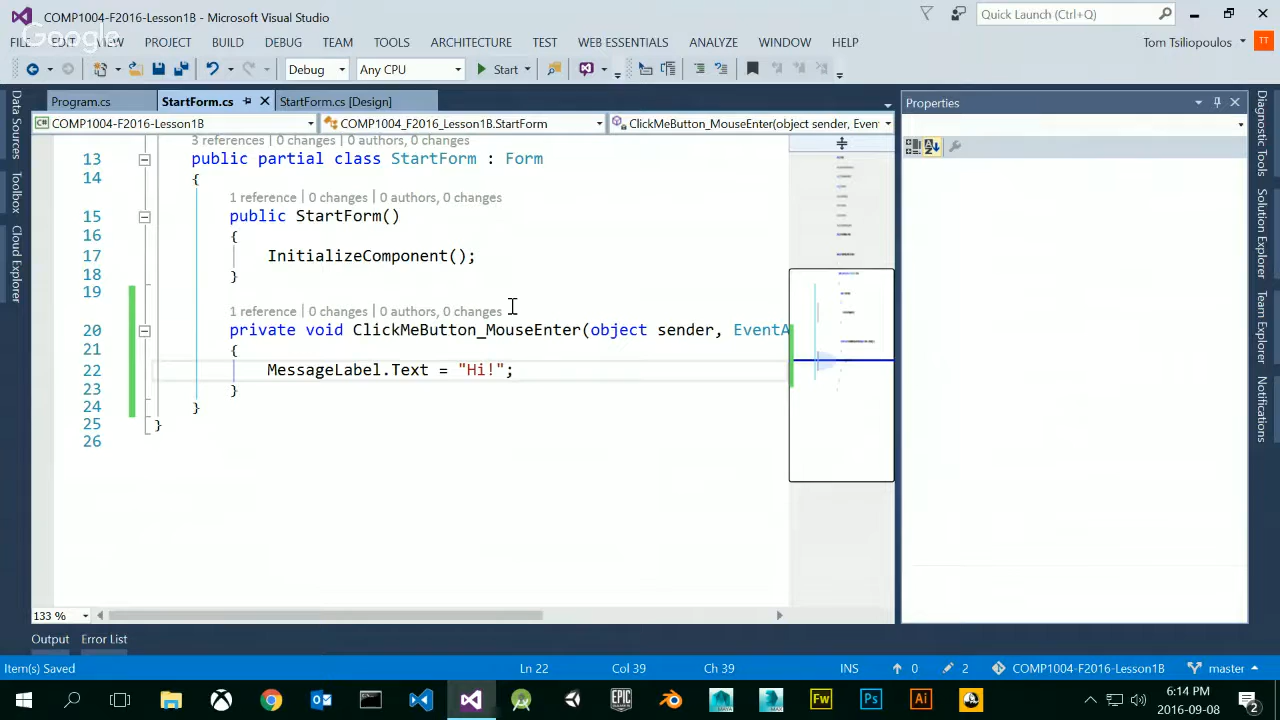 COMP1004-F2016-Lesson1B - Microsoft Visual Studio
Quick Launch (Ctrl+Q)
FILE EDIT VIEW PROJECT BUILD DEBUG TEAM TOOLS ARCHITECTURE TEST WEB ESSENTIALS ANALYZE WINDOW HELP
Google
Tom Tsiliopoulos TT
Debug Any CPU Start
Program.cs StartForm.cs StartForm.cs [Design]
COMP1004-F2016-Lesson1B COMP1004_F2016_Lesson1B.StartForm ClickMeButton_MouseEnter(object sender, Even
3 references | 0 changes | 0 authors, 0 changes
13 public partial class StartForm : Form
14 {
1 reference | 0 changes | 0 authors, 0 changes
15 public StartForm()
16 {
17 InitializeComponent();
18 }
19
1 reference | 0 changes | 0 authors, 0 changes
20 private void ClickMeButton_MouseEnter(object sender, EventA
21 {
22 MessageLabel.Text = "Hi!";
23 }
24 }
25 }
26
133 %
Output Error List
Data Sources
Toolbox
Cloud Explorer
Properties
Diagnostic Tools
Solution Explorer
Team Explorer
Notifications
Item(s) Saved Ln 22 Col 39 Ch 39 INS 0 2 COMP1004-F2016-Lesson1B master
Fw Ps Ai
6:14 PM
2016-09-08
2